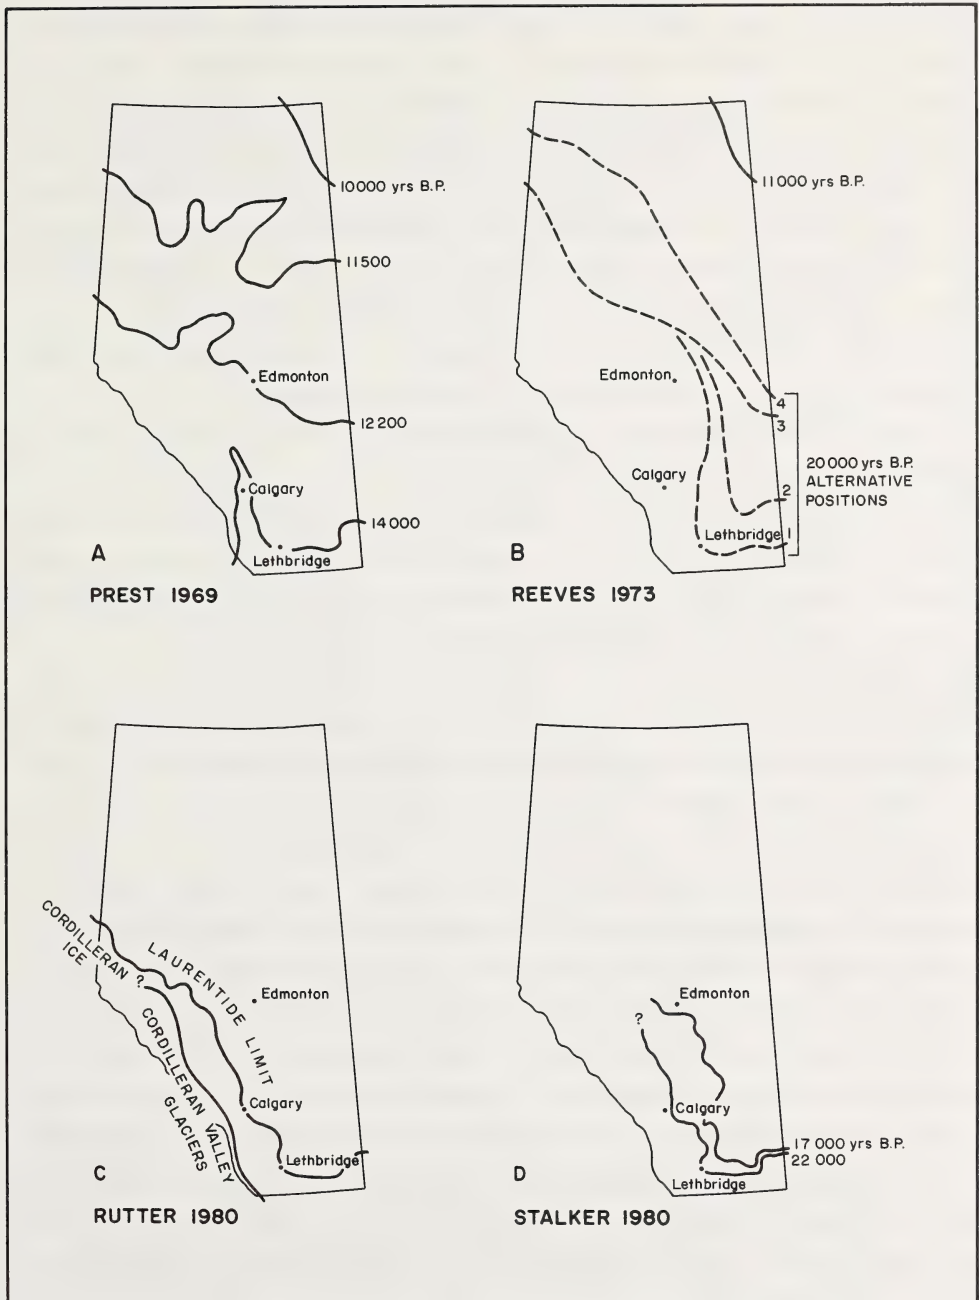 10000 yrs B.P.
11500
Edmonton
12200
Calgary
14000
Lethbridge
A
PREST 1969
11000 yrs B.P.
Edmonton
4
3
20000 yrs B.P.
ALTERNATIVE
POSITIONS
Calgary
2
Lethbridge
1
B
REEVES 1973
CORDILLERAN
ICE
?
LAURENTIDE LIMIT
Edmonton
CORDILLERAN VALLEY
GLACIERS
Calgary
Lethbridge
C
RUTTER 1980
Edmonton
?
Calgary
17 000 yrs B.P.
22 000
Lethbridge
D
STALKER 1980